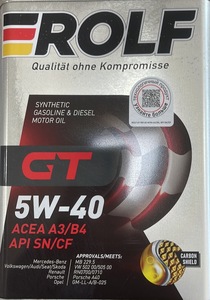 ROLF
Qualität ohne Kompromisse
SYNTHETIC
GASOLINE & DIESEL
MOTOR OIL
GT
5W-40
ACEA A3/B4
API SN/CF
APPROVALS/MEETS:
Mercedes-Benz MB 229.5
Volkswagen/Audi/Seat/Skoda VW 502 00/505 00
Renault RN0700/0710
Porsche Porsche A40
Opel GM-LL-A/B-025
CARBON
SHIELD